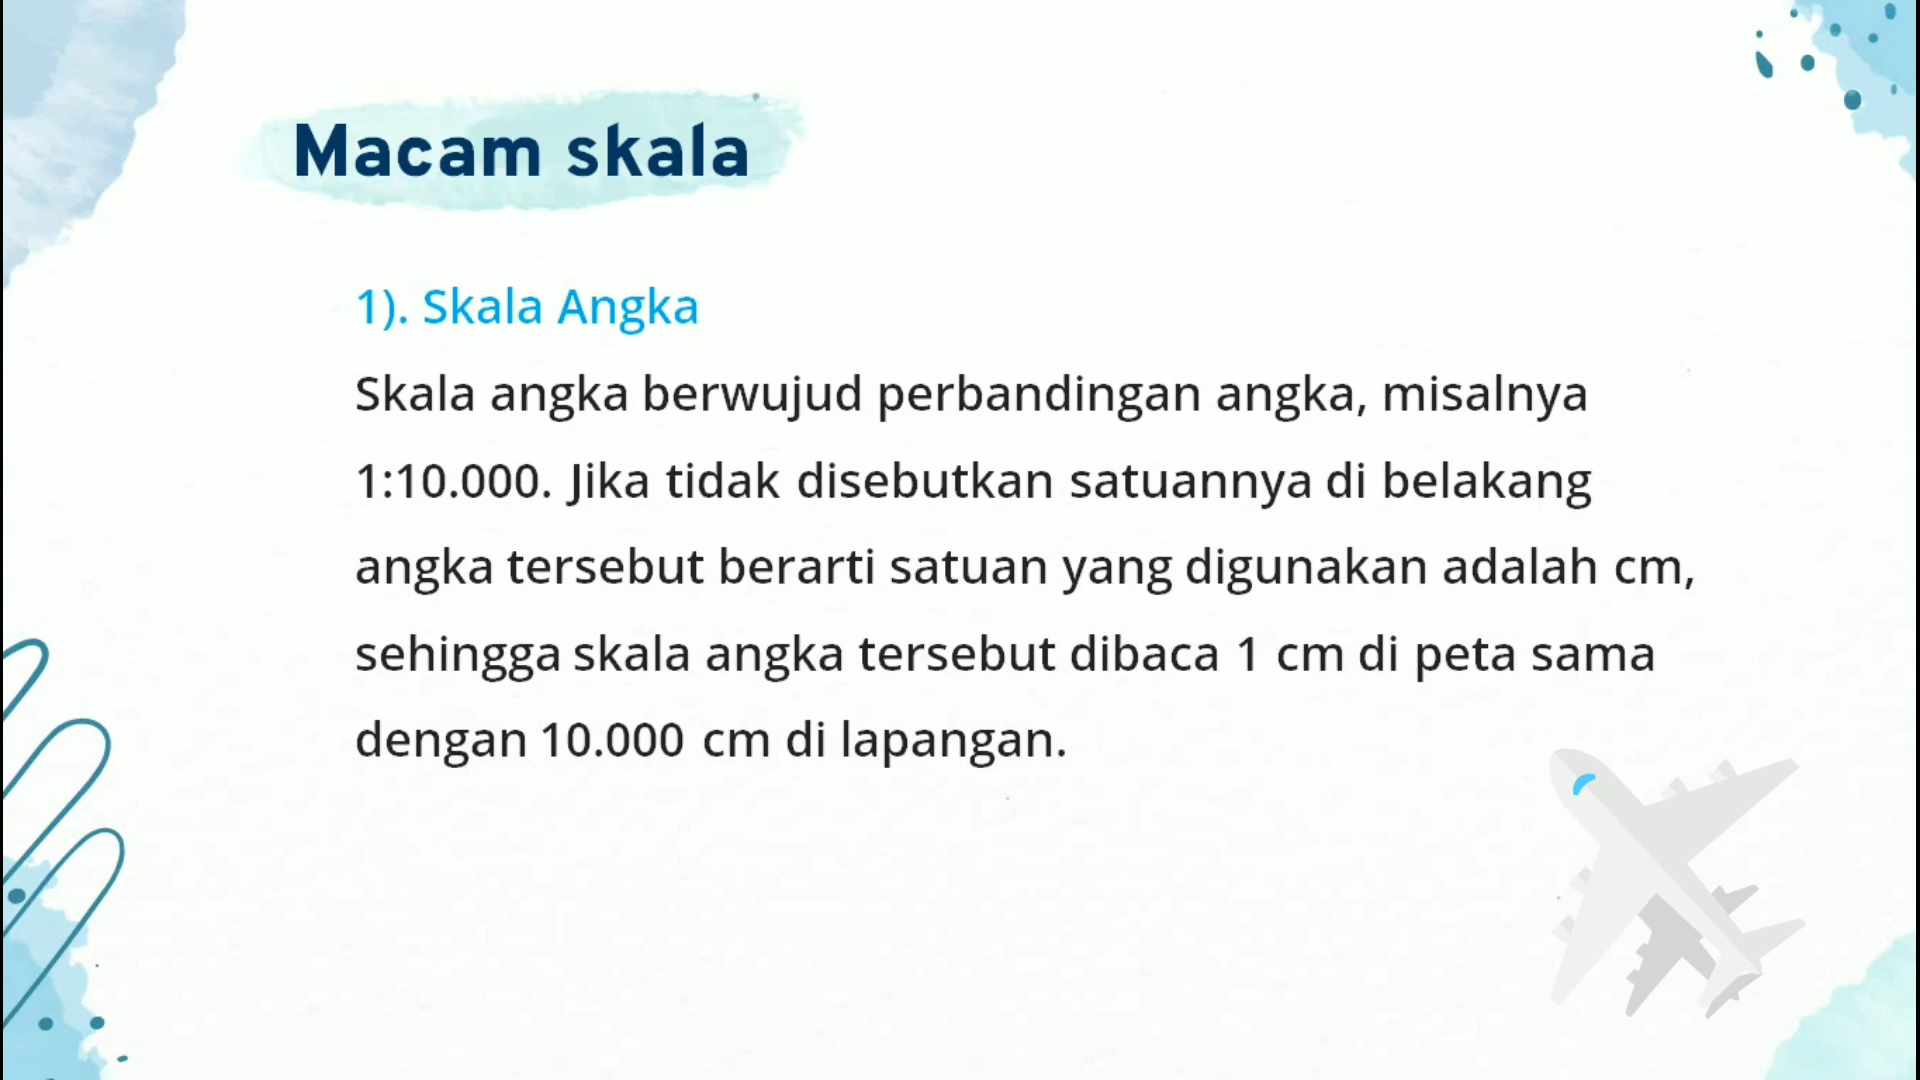 Macam skala
1). Skala Angka
Skala angka berwujud perbandingan angka, misalnya
1:10.000. Jika tidak disebutkan satuannya di belakang
angka tersebut berarti satuan yang digunakan adalah cm,
sehingga skala angka tersebut dibaca 1 cm di peta sama
dengan 10.000 cm di lapangan.